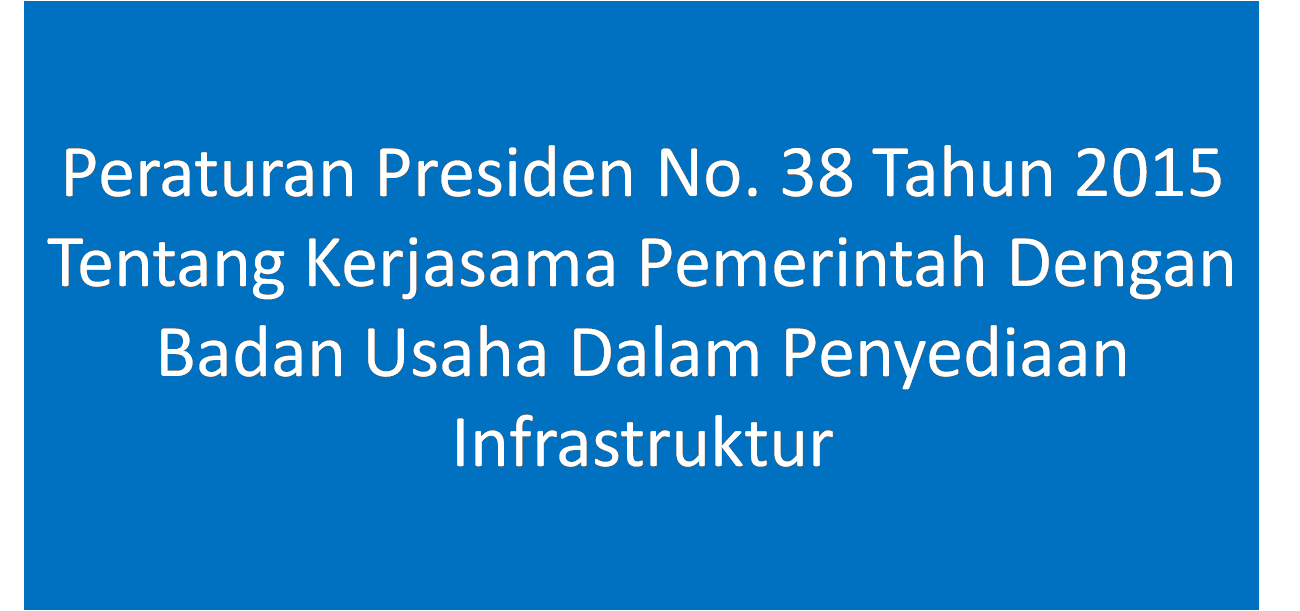 Peraturan Presiden No. 38 Tahun 2015
Tentang Kerjasama Pemerintah Dengan
Badan Usaha Dalam Penyediaan
Infrastruktur